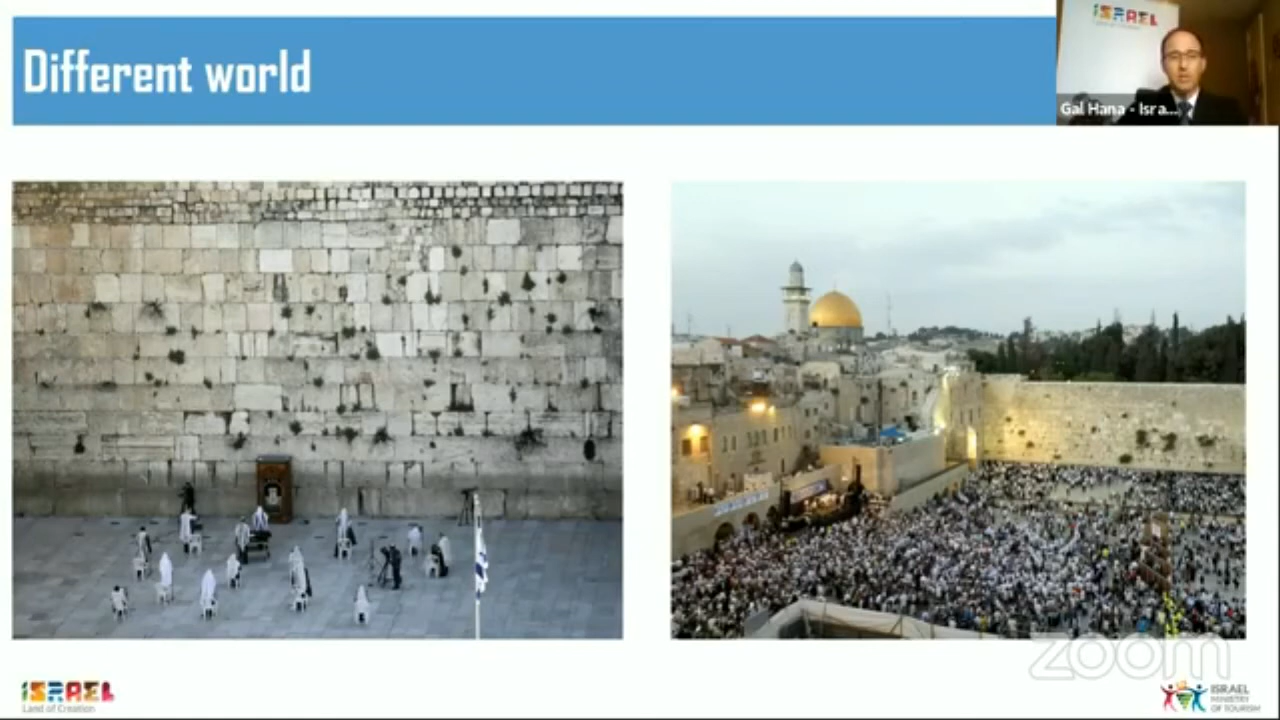 Different world
ISRAEL
Gal Hana - Isra...
zoom
ISRAEL
Land of Creation
ISRAEL
MINISTRY
OF TOURISM